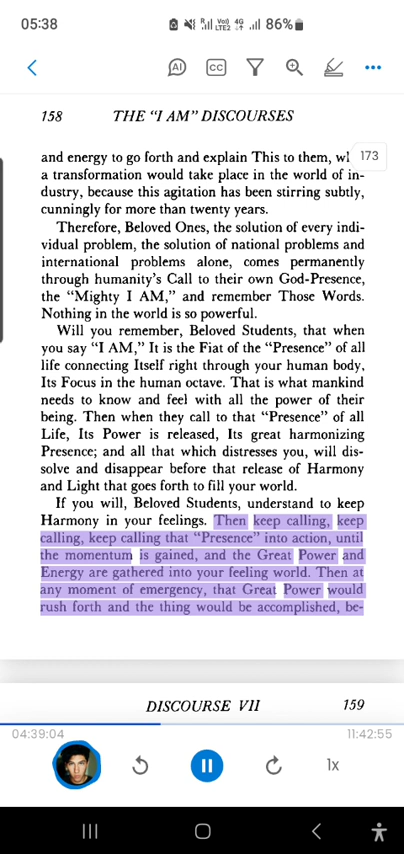 05:38
R Vo)) LTE2 4G 86%
AI CC
158 THE “I AM” DISCOURSES
173
and energy to go forth and explain This to them, wh
a transformation would take place in the world of in-
dustry, because this agitation has been stirring subtly,
cunningly for more than twenty years.
Therefore, Beloved Ones, the solution of every indi-
vidual problem, the solution of national problems and
international problems alone, comes permanently
through humanity’s Call to their own God-Presence,
the “Mighty I AM,” and remember Those Words.
Nothing in the world is so powerful.
Will you remember, Beloved Students, that when
you say “I AM,” It is the Fiat of the “Presence” of all
life connecting Itself right through your human body,
Its Focus in the human octave. That is what mankind
needs to know and feel with all the power of their
being. Then when they call to that “Presence” of all
Life, Its Power is released, Its great harmonizing
Presence; and all that which distresses you, will dis-
solve and disappear before that release of Harmony
and Light that goes forth to fill your world.
If you will, Beloved Students, understand to keep
Harmony in your feelings. Then keep calling, keep
calling, keep calling that “Presence” into action, until
the momentum is gained, and the Great Power and
Energy are gathered into your feeling world. Then at
any moment of emergency, that Great Power would
rush forth and the thing would be accomplished, be-
DISCOURSE VII 159
04:39:04 11:42:55
1x